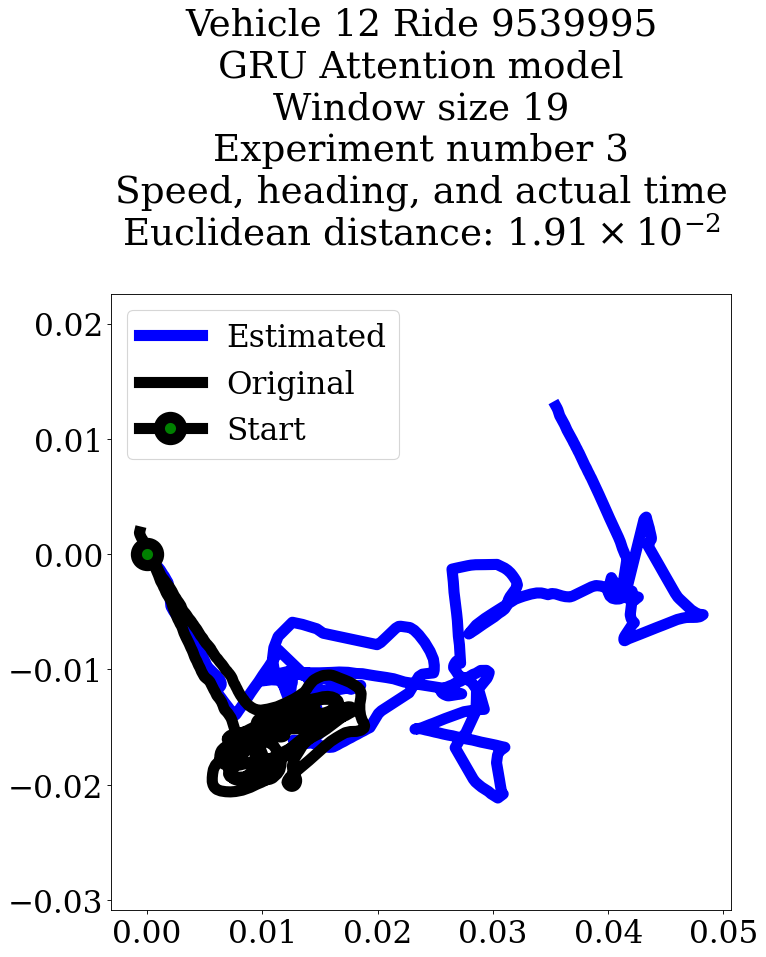 Vehicle 12 Ride 9539995
GRU Attention model
Window size 19
Experiment number 3
Speed, heading, and actual time
Euclidean distance: 1.91 × 10⁻²
Estimated
Original
Start
0.02
0.01
0.00
−0.01
−0.02
−0.03
0.00 0.01 0.02 0.03 0.04 0.05